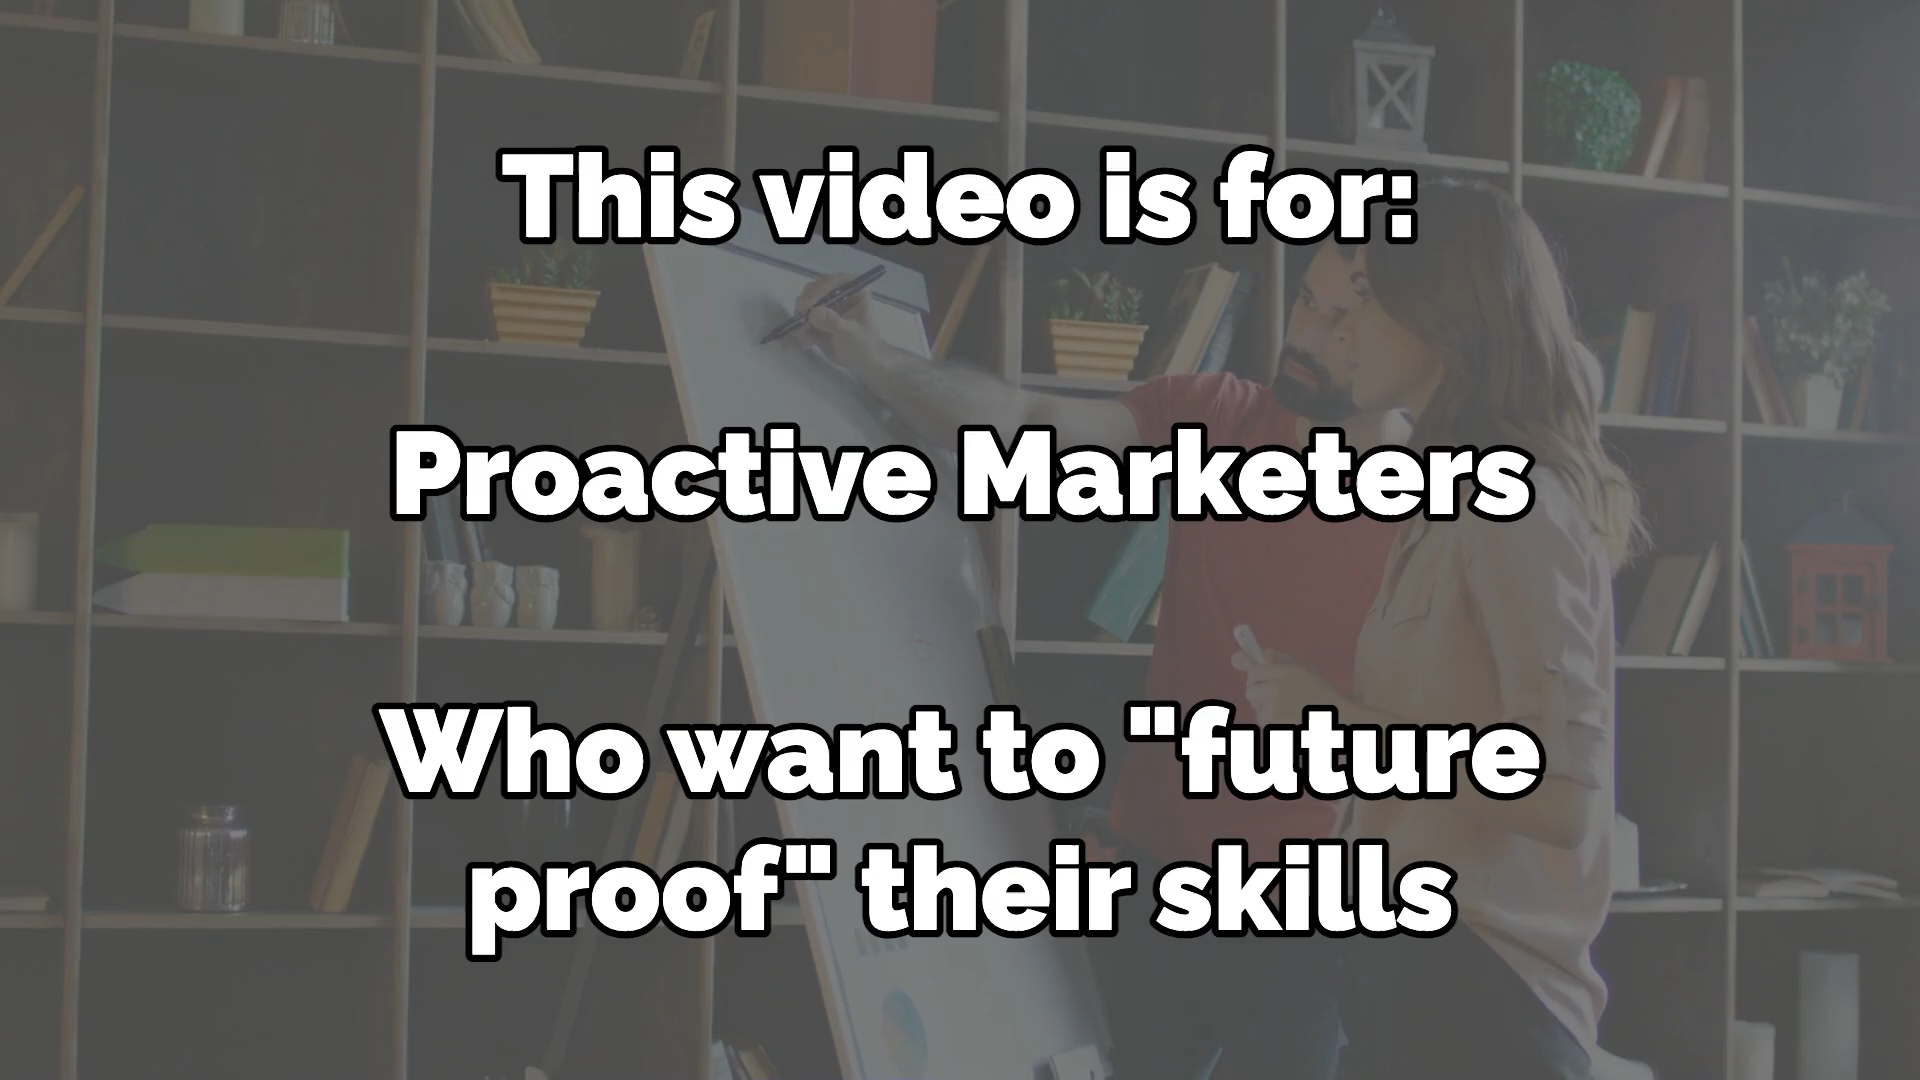 This video is for:
Proactive Marketers
Who want to "future
proof" their skills